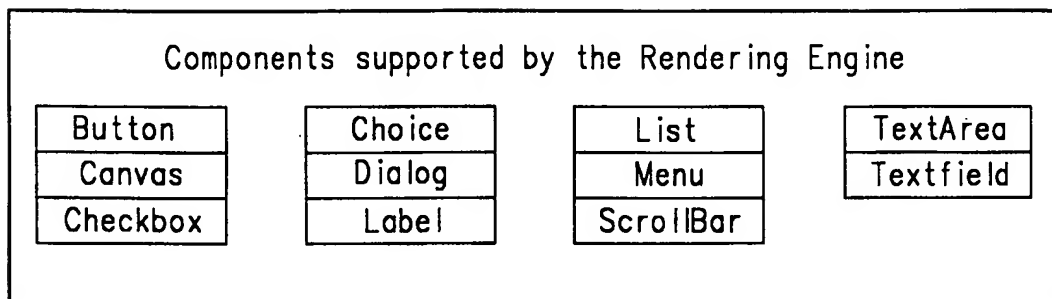 Components supported by the Rendering Engine
Button
Canvas
Checkbox
Choice
Dialog
Label
List
Menu
ScrollBar
TextArea
Textfield